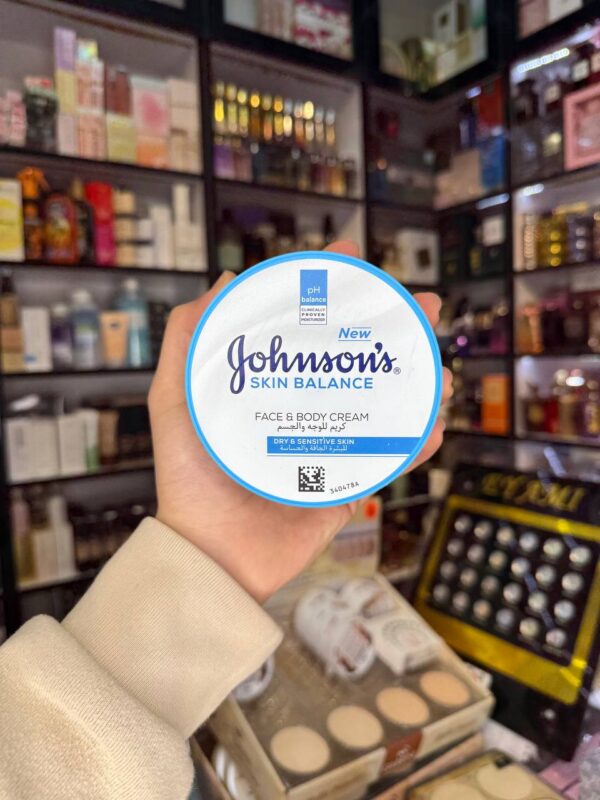 pH
balance
CLINICALLY
PROVEN
MOISTURIZER
New
Johnson's®
SKIN BALANCE
FACE & BODY CREAM
كريم للوجه والجسم
DRY & SENSITIVE SKIN
للبشرة الجافة والحساسة
340478A